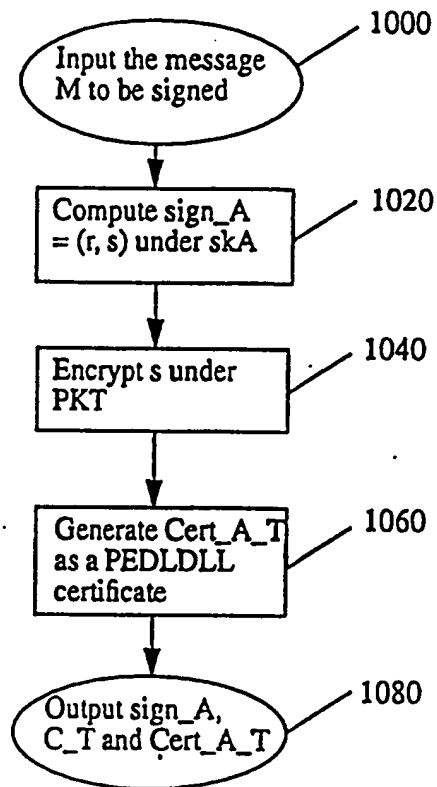 1000
Input the message
M to be signed
1020
Compute sign_A
= (r, s) under skA
1040
Encrypt s under
PKT
1060
Generate Cert_A_T
as a PEDLDLL
certificate
1080
Output sign_A,
C_T and Cert_A_T